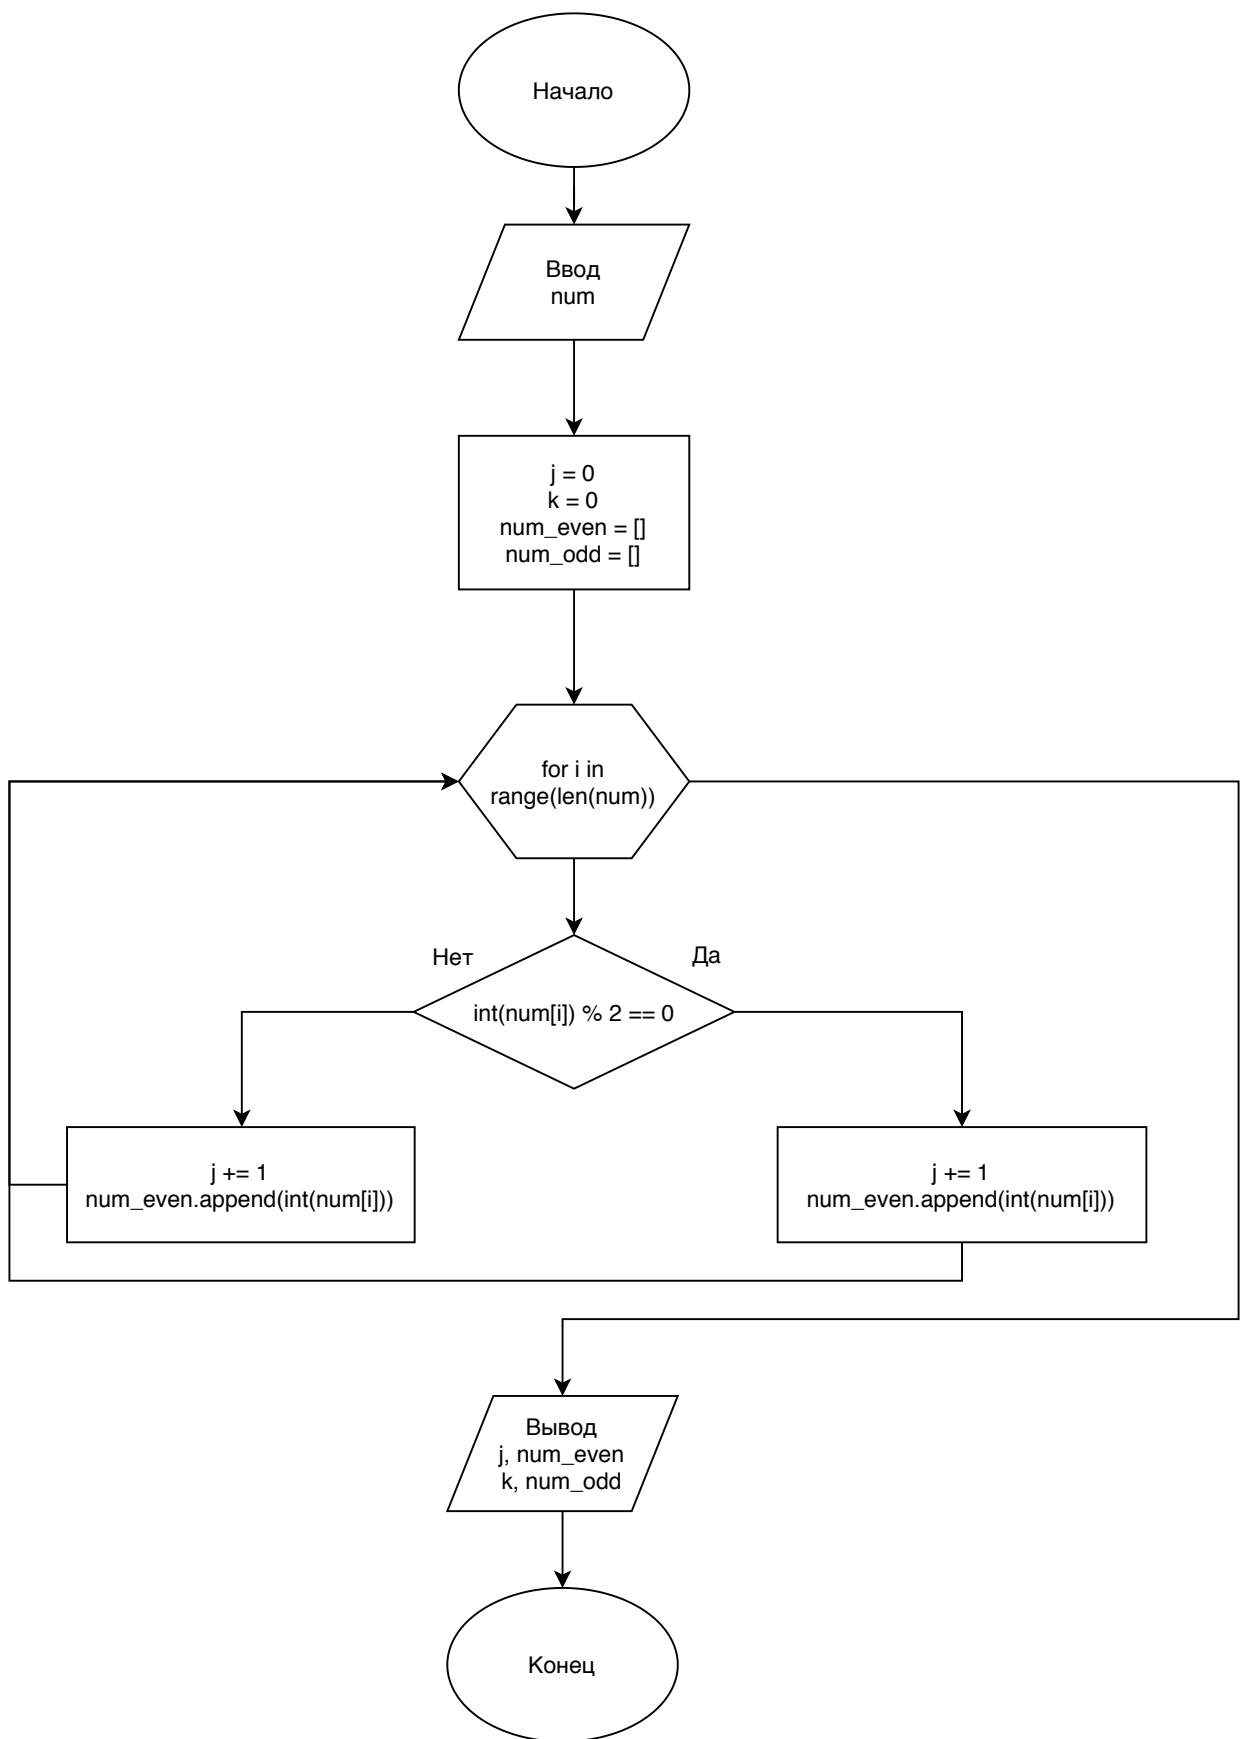 Начало
Ввод
num
j = 0
k = 0
num_even = []
num_odd = []
for i in
range(len(num))
Нет
Да
int(num[i]) % 2 == 0
j += 1
num_even.append(int(num[i]))
j += 1
num_even.append(int(num[i]))
Вывод
j, num_even
k, num_odd
Конец